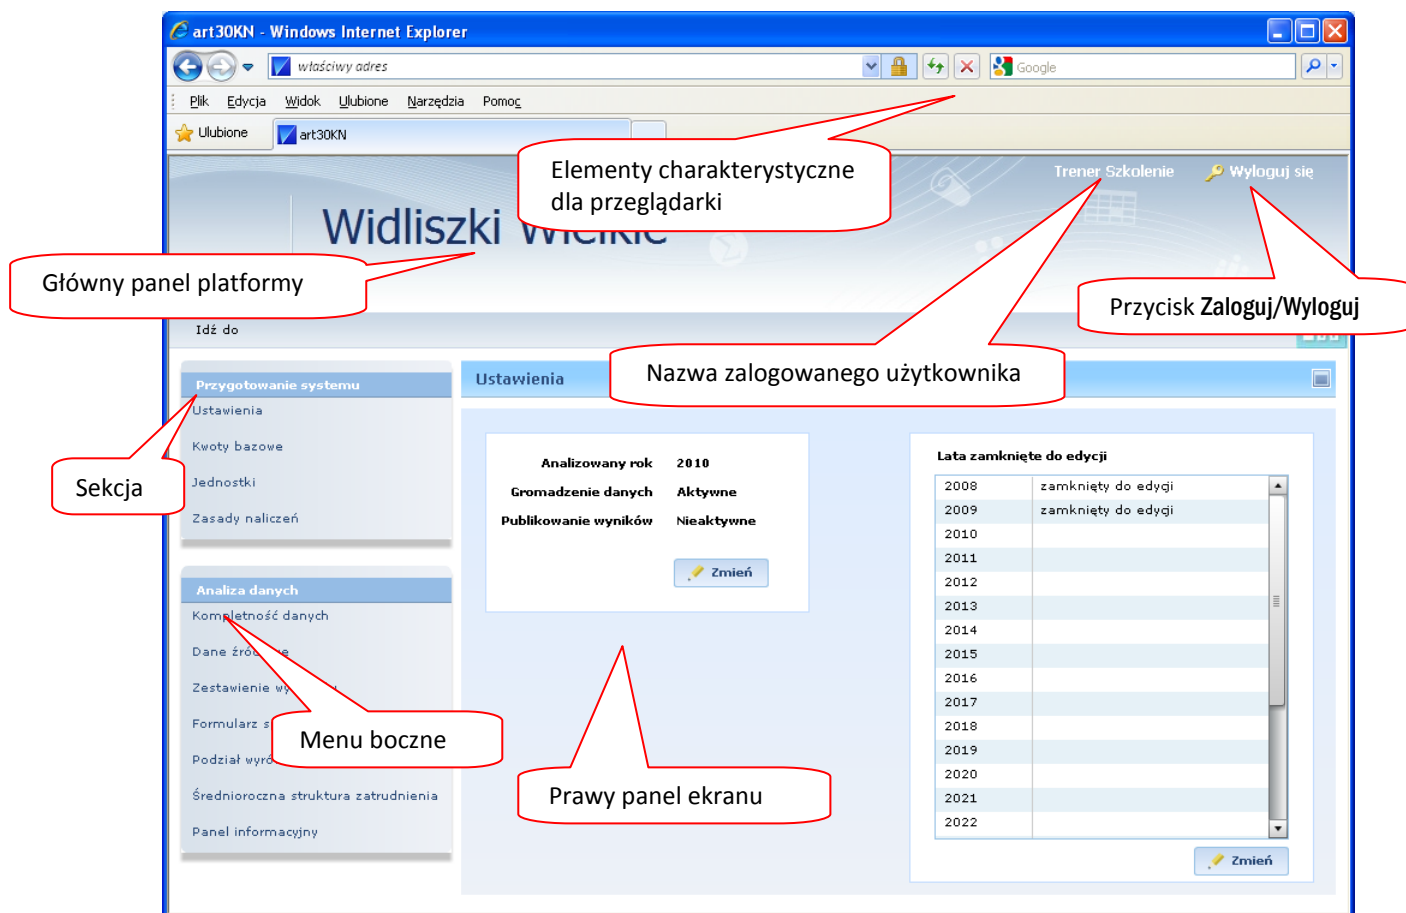 art30KN - Windows Internet Explorer
właściwy adres
Google
Plik Edycja Widok Ulubione Narzędzia Pomoc
Ulubione
art30KN
Elementy charakterystyczne
dla przeglądarki
Trener Szkolenie
Wyloguj się
Widliszki Wielkie
Główny panel platformy
Przycisk Zaloguj/Wyloguj
Idź do
Nazwa zalogowanego użytkownika
Przygotowanie systemu
Ustawienia
Kwoty bazowe
Jednostki
Zasady naliczeń
Sekcja
Analiza danych
Kompletność danych
Dane
Zestawienie
Formularz
Podział
Średnioroczna struktura zatrudnienia
Panel informacyjny
Menu boczne
Ustawienia
Analizowany rok 2010
Gromadzenie danych Aktywne
Publikowanie wyników Nieaktywne
Zmień
Prawy panel ekranu
Lata zamknięte do edycji
2008 zamknięty do edycji
2009 zamknięty do edycji
2010
2011
2012
2013
2014
2015
2016
2017
2018
2019
2020
2021
2022
Zmień